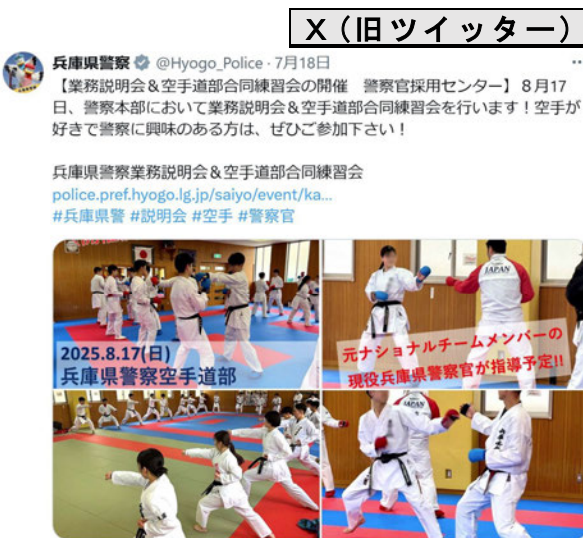 X（旧ツイッター）
兵庫県警察 @Hyogo_Police · 7月18日
【業務説明会＆空手道部合同練習会の開催　警察官採用センター】８月17
日、警察本部において業務説明会＆空手道部合同練習会を行います！空手が
好きで警察に興味のある方は、ぜひご参加下さい！
兵庫県警察業務説明会＆空手道部合同練習会
police.pref.hyogo.lg.jp/saiyo/event/ka...
#兵庫県警 #説明会 #空手 #警察官
2025.8.17(日)
兵庫県警察空手道部
JAPAN
元ナショナルチームメンバーの
現役兵庫県警察官が指導予定!!
JAPAN